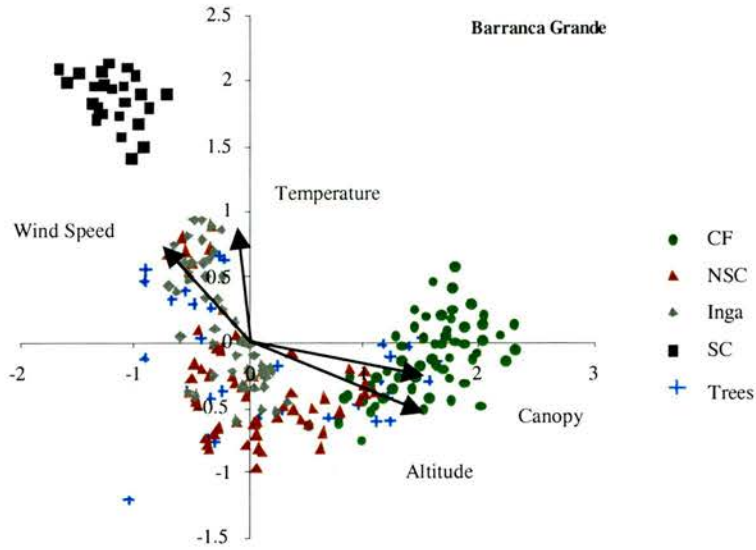 2.5
Barranca Grande
2
1.5
Temperature
Wind Speed
1
CF
NSC
0.5
Inga
SC
0
Trees
-2
-1
0
1
2
3
0.5
Canopy
Altitude
-1
-1.5